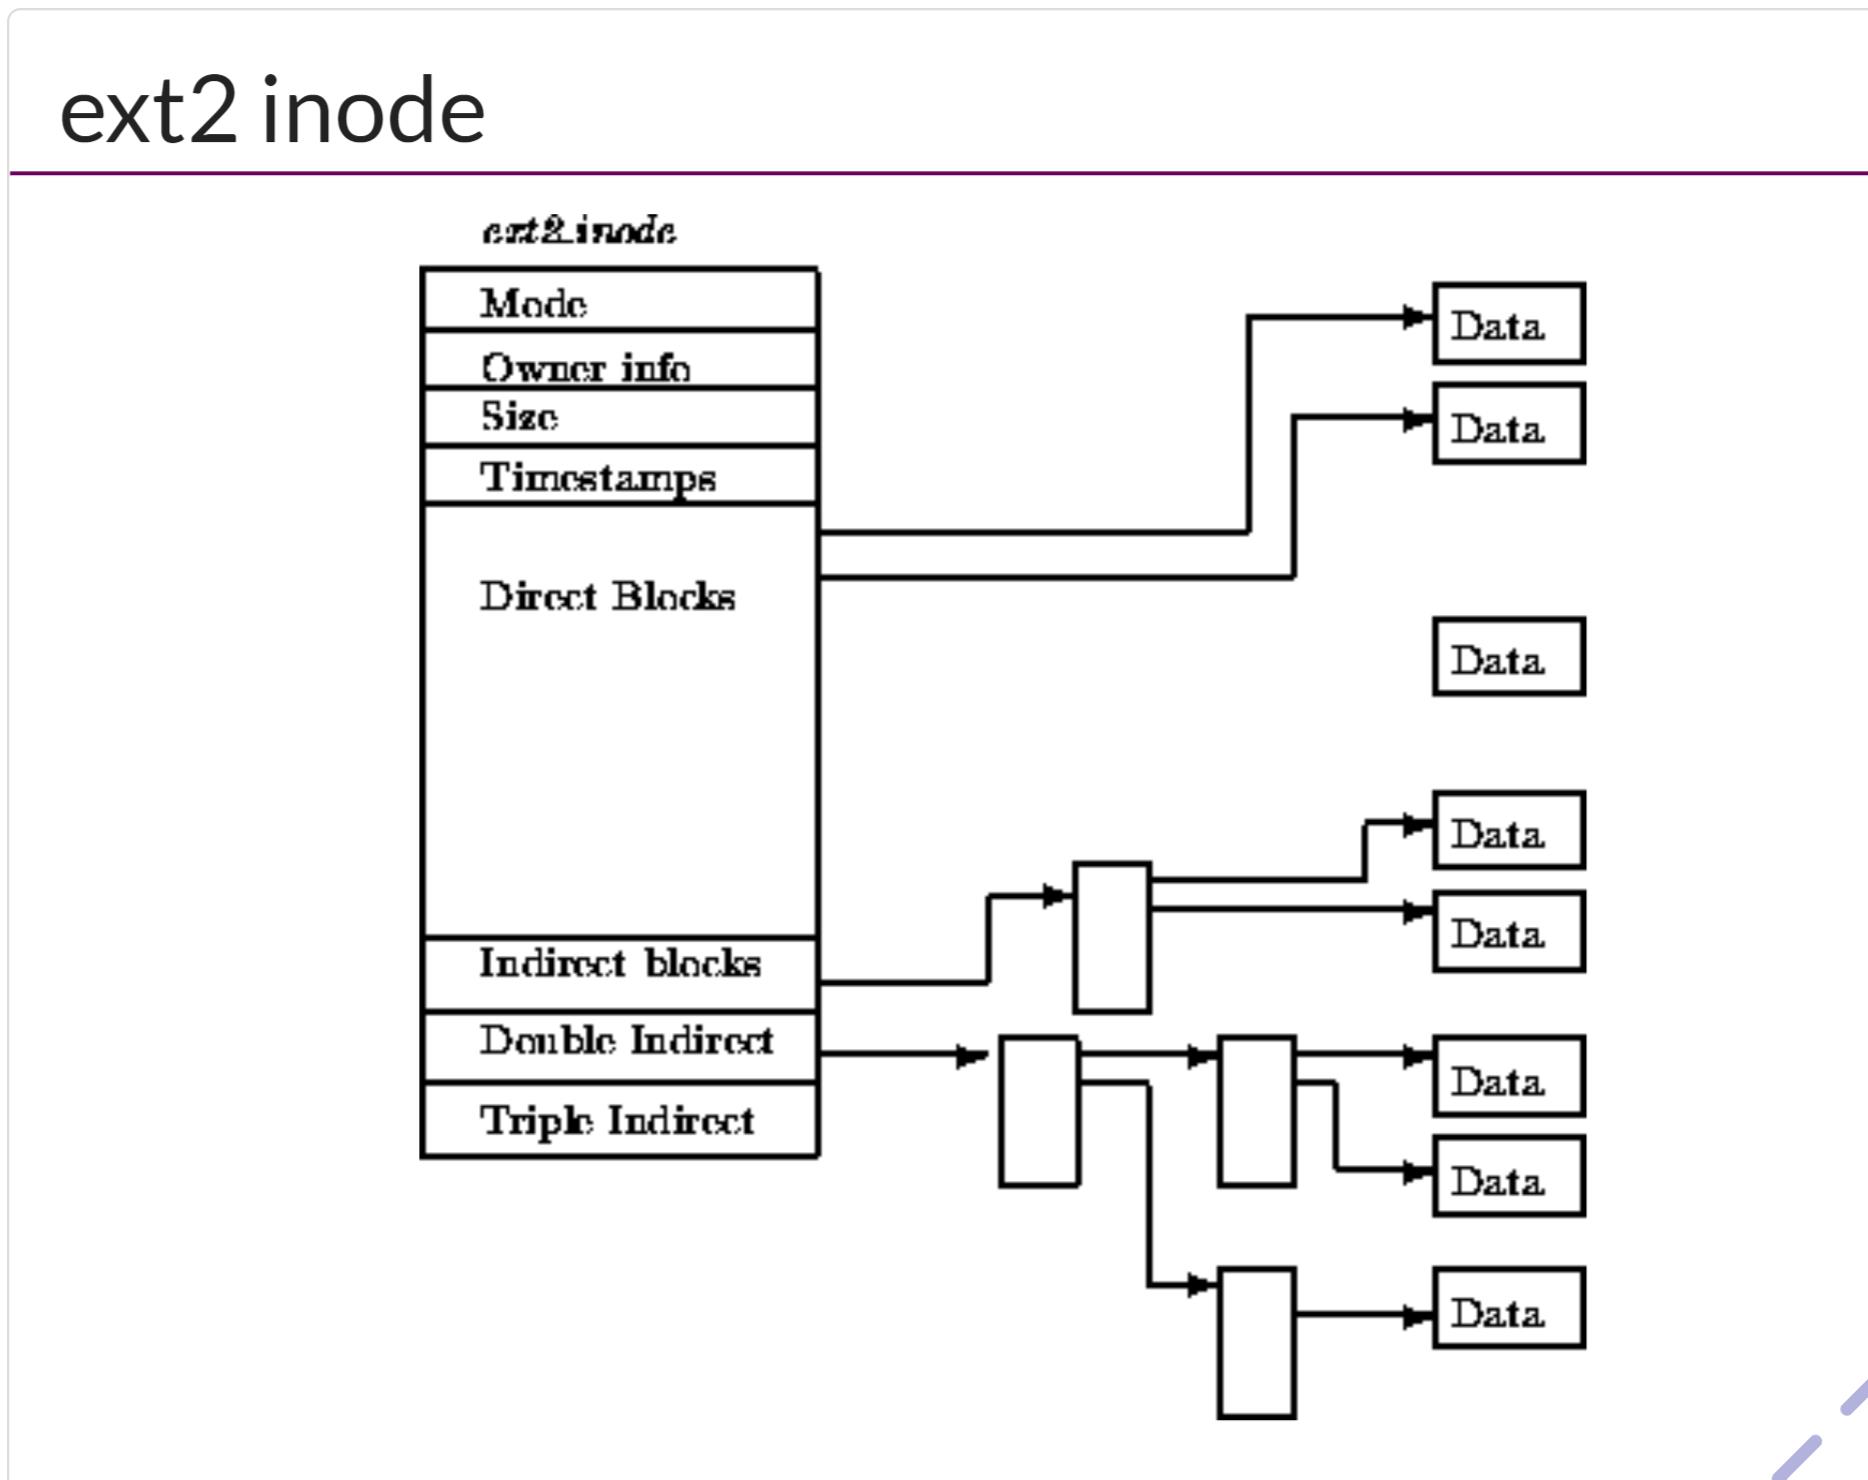 ext2 inode
ext2_inode
Mode
Owner info
Size
Timestamps
Direct Blocks
Indirect blocks
Double Indirect
Triple Indirect
Data
Data
Data
Data
Data
Data
Data
Data